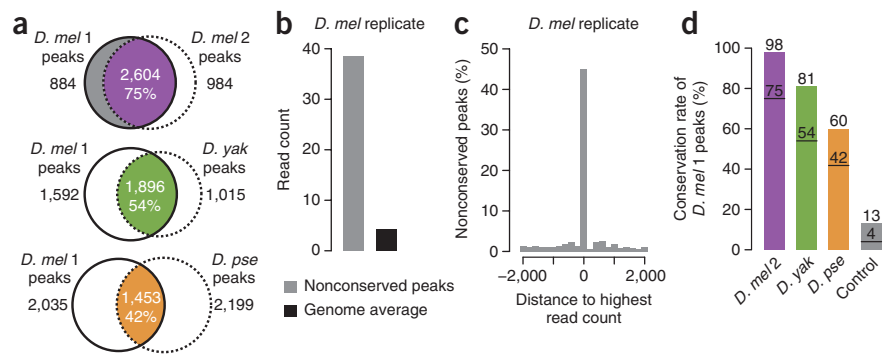 a
D. mel 1
peaks
884
2,604
75%
D. mel 2
peaks
984
D. mel 1
peaks
1,592
1,896
54%
D. yak
peaks
1,015
D. mel 1
peaks
2,035
1,453
42%
D. pse
peaks
2,199
b
D. mel replicate
Read count
40
30
20
10
0
Nonconserved peaks
Genome average
c
D. mel replicate
Nonconserved peaks (%)
50
40
30
20
10
0
−2,000
0
2,000
Distance to highest
read count
d
Conservation rate of
D. mel 1 peaks (%)
100
80
60
40
20
0
98
75
81
54
60
42
13
4
D. mel 2
D. yak
D. pse
Control